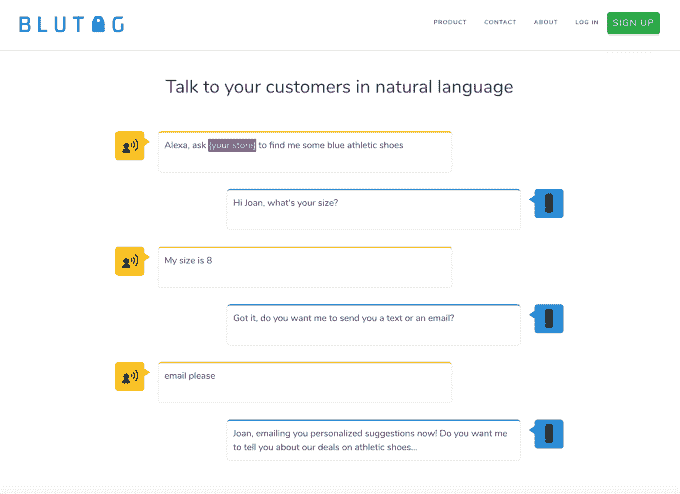 BLUTAG
PRODUCT CONTACT ABOUT LOG IN SIGN UP
Talk to your customers in natural language
Alexa, ask {your store} to find me some blue athletic shoes
Hi Joan, what's your size?
My size is 8
Got it, do you want me to send you a text or an email?
email please
Joan, emailing you personalized suggestions now! Do you want me
to tell you about our deals on athletic shoes...